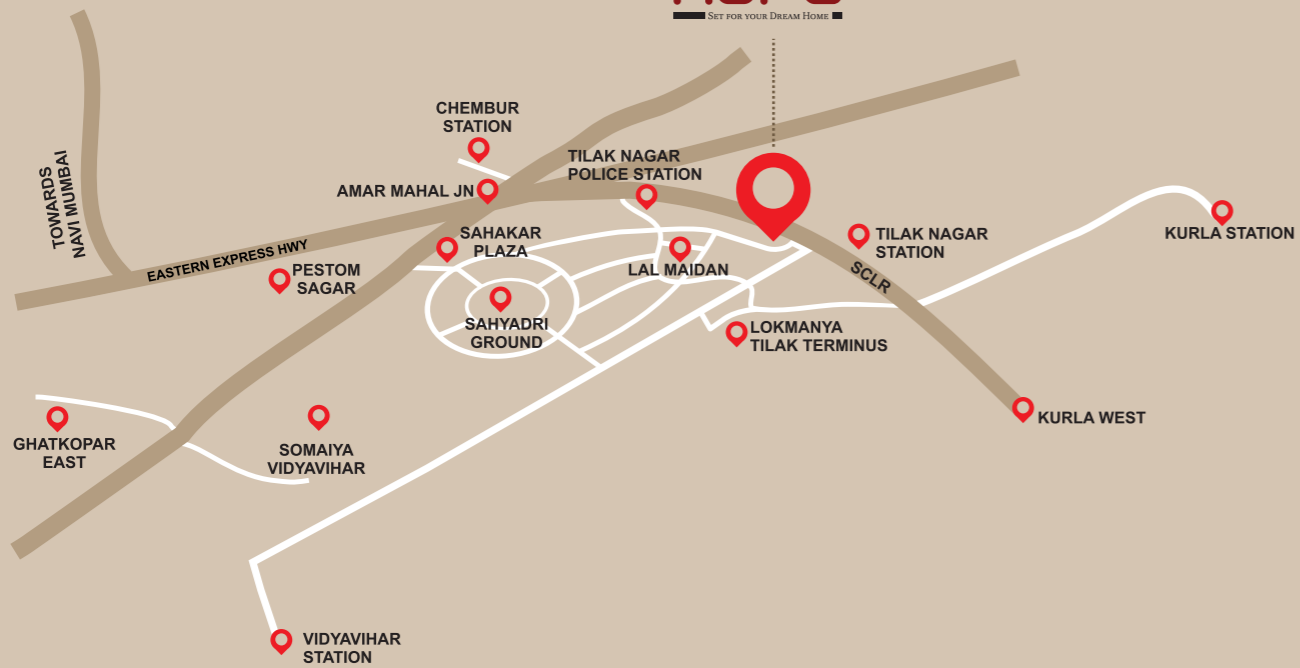 SET FOR YOUR DREAM HOME
CHEMBUR
STATION
TILAK NAGAR
POLICE STATION
AMAR MAHAL JN
TOWARDS
NAVI MUMBAI
SAHAKAR
PLAZA
TILAK NAGAR
STATION
KURLA STATION
EASTERN EXPRESS HWY
PESTOM
SAGAR
LAL MAIDAN
SCLR
SAHYADRI
GROUND
LOKMANYA
TILAK TERMINUS
KURLA WEST
GHATKOPAR
EAST
SOMAIYA
VIDYAVIHAR
VIDYAVIHAR
STATION